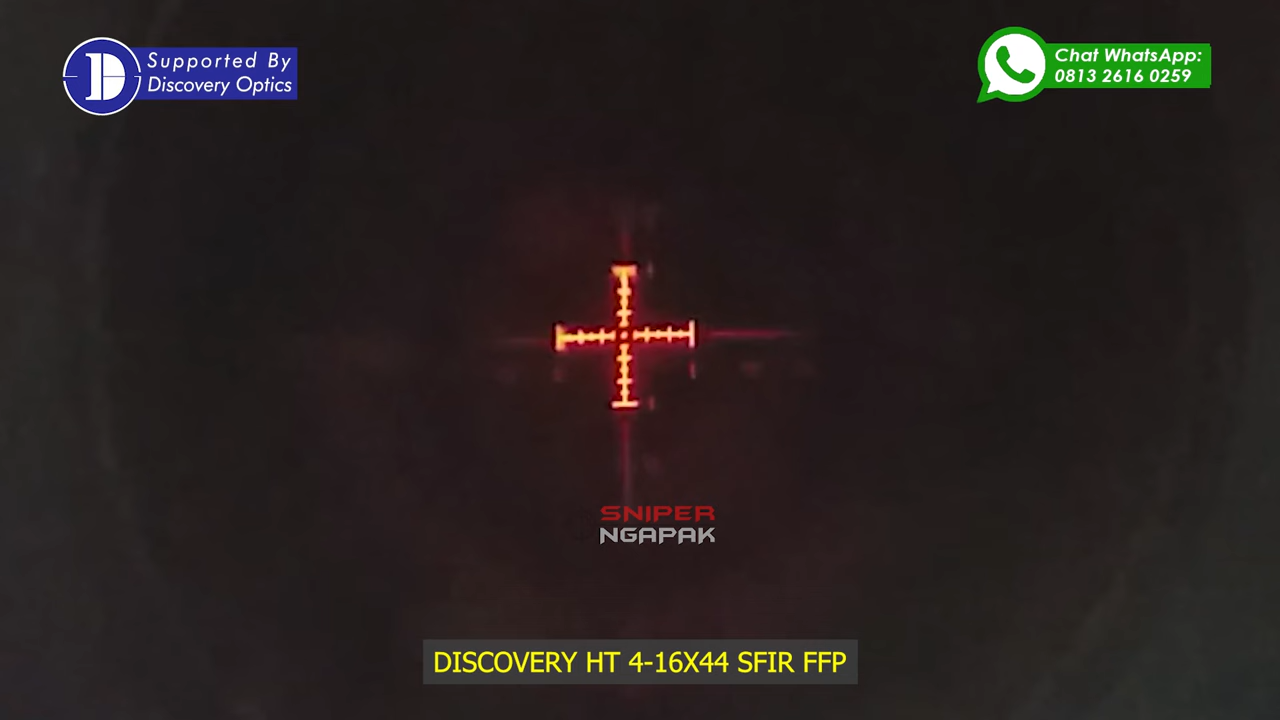 Supported By
Discovery Optics
Chat WhatsApp:
0813 2616 0259
SNIPER
NGAPAK
DISCOVERY HT 4-16X44 SFIR FFP